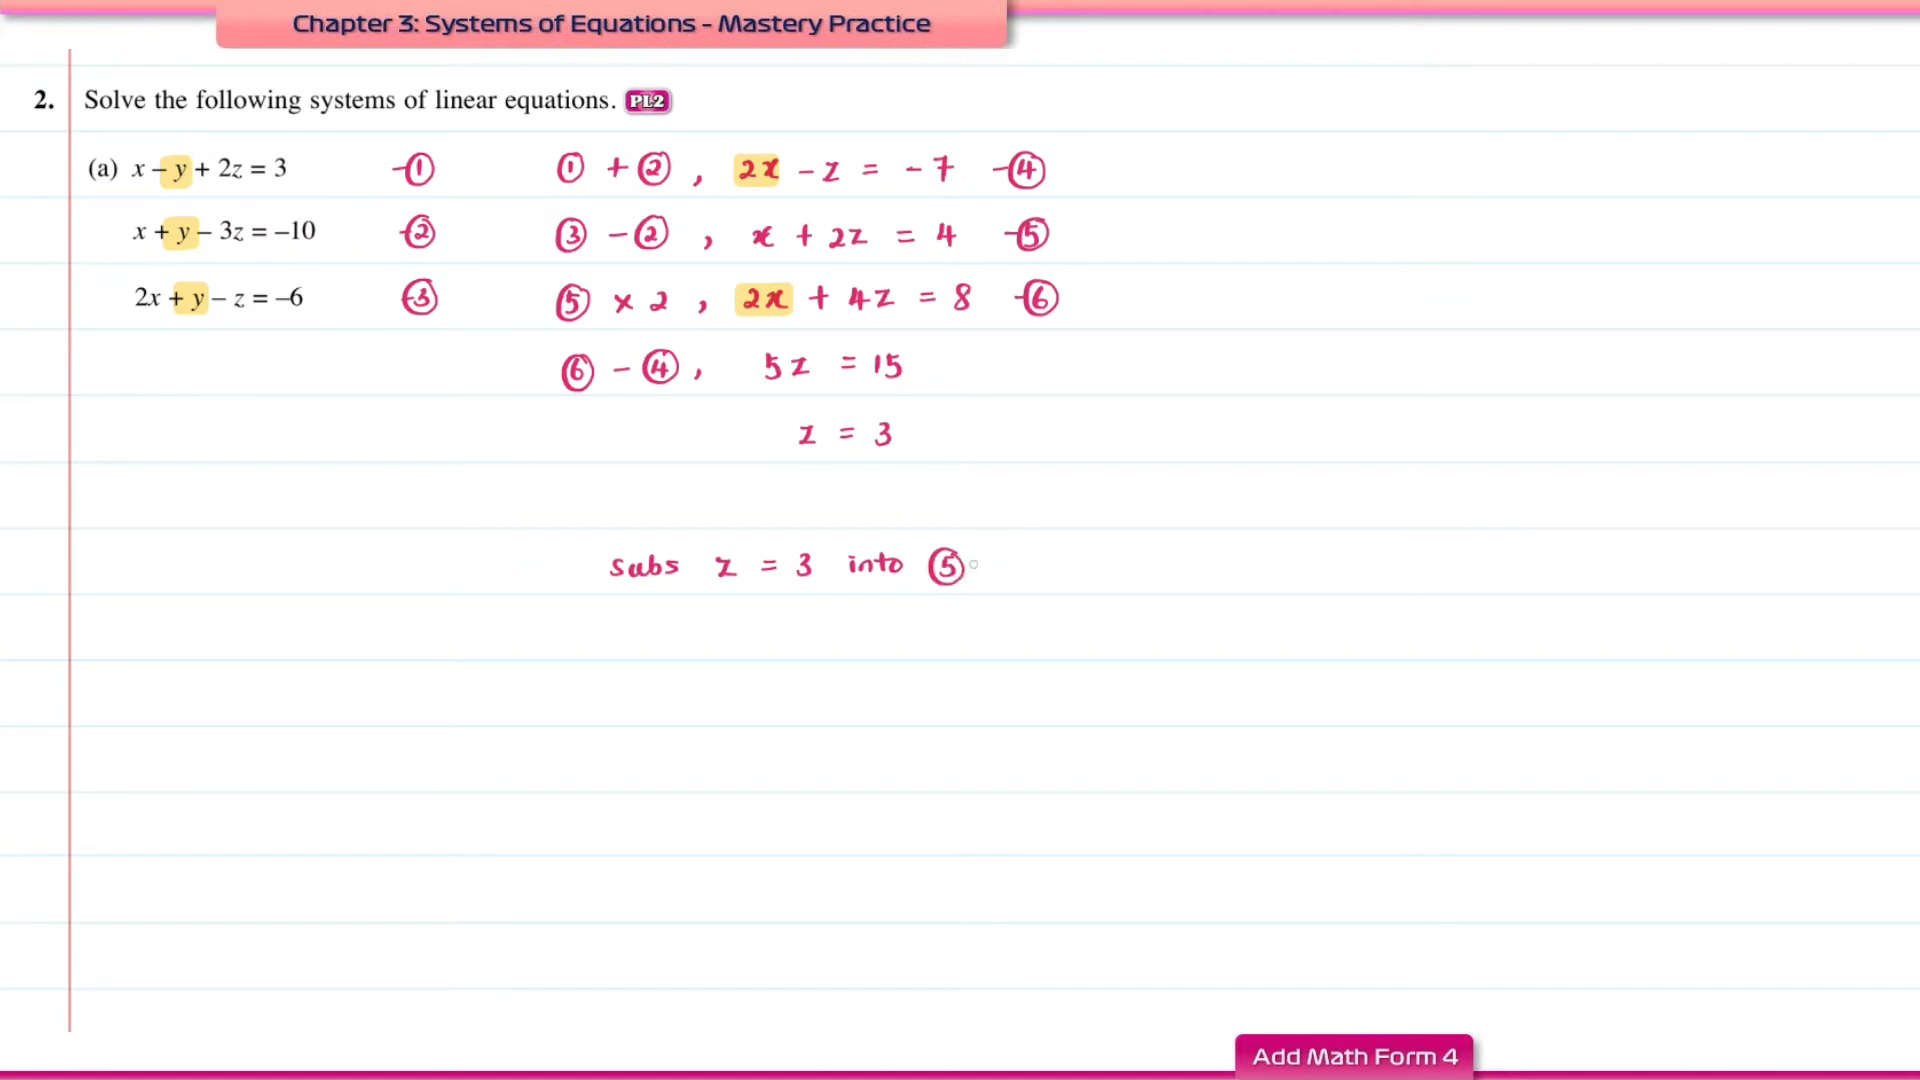 Chapter 3: Systems of Equations - Mastery Practice
2. Solve the following systems of linear equations. PL2
(a) x – y + 2z = 3 -① ① + ② , 2x - z = - 7 -④
x + y – 3z = –10 -② ③ - ② , x + 2z = 4 -⑤
2x + y – z = –6 -③ ⑤ × 2 , 2x + 4z = 8 -⑥
⑥ - ④ , 5z = 15
z = 3
subs z = 3 into ⑤
Add Math Form 4